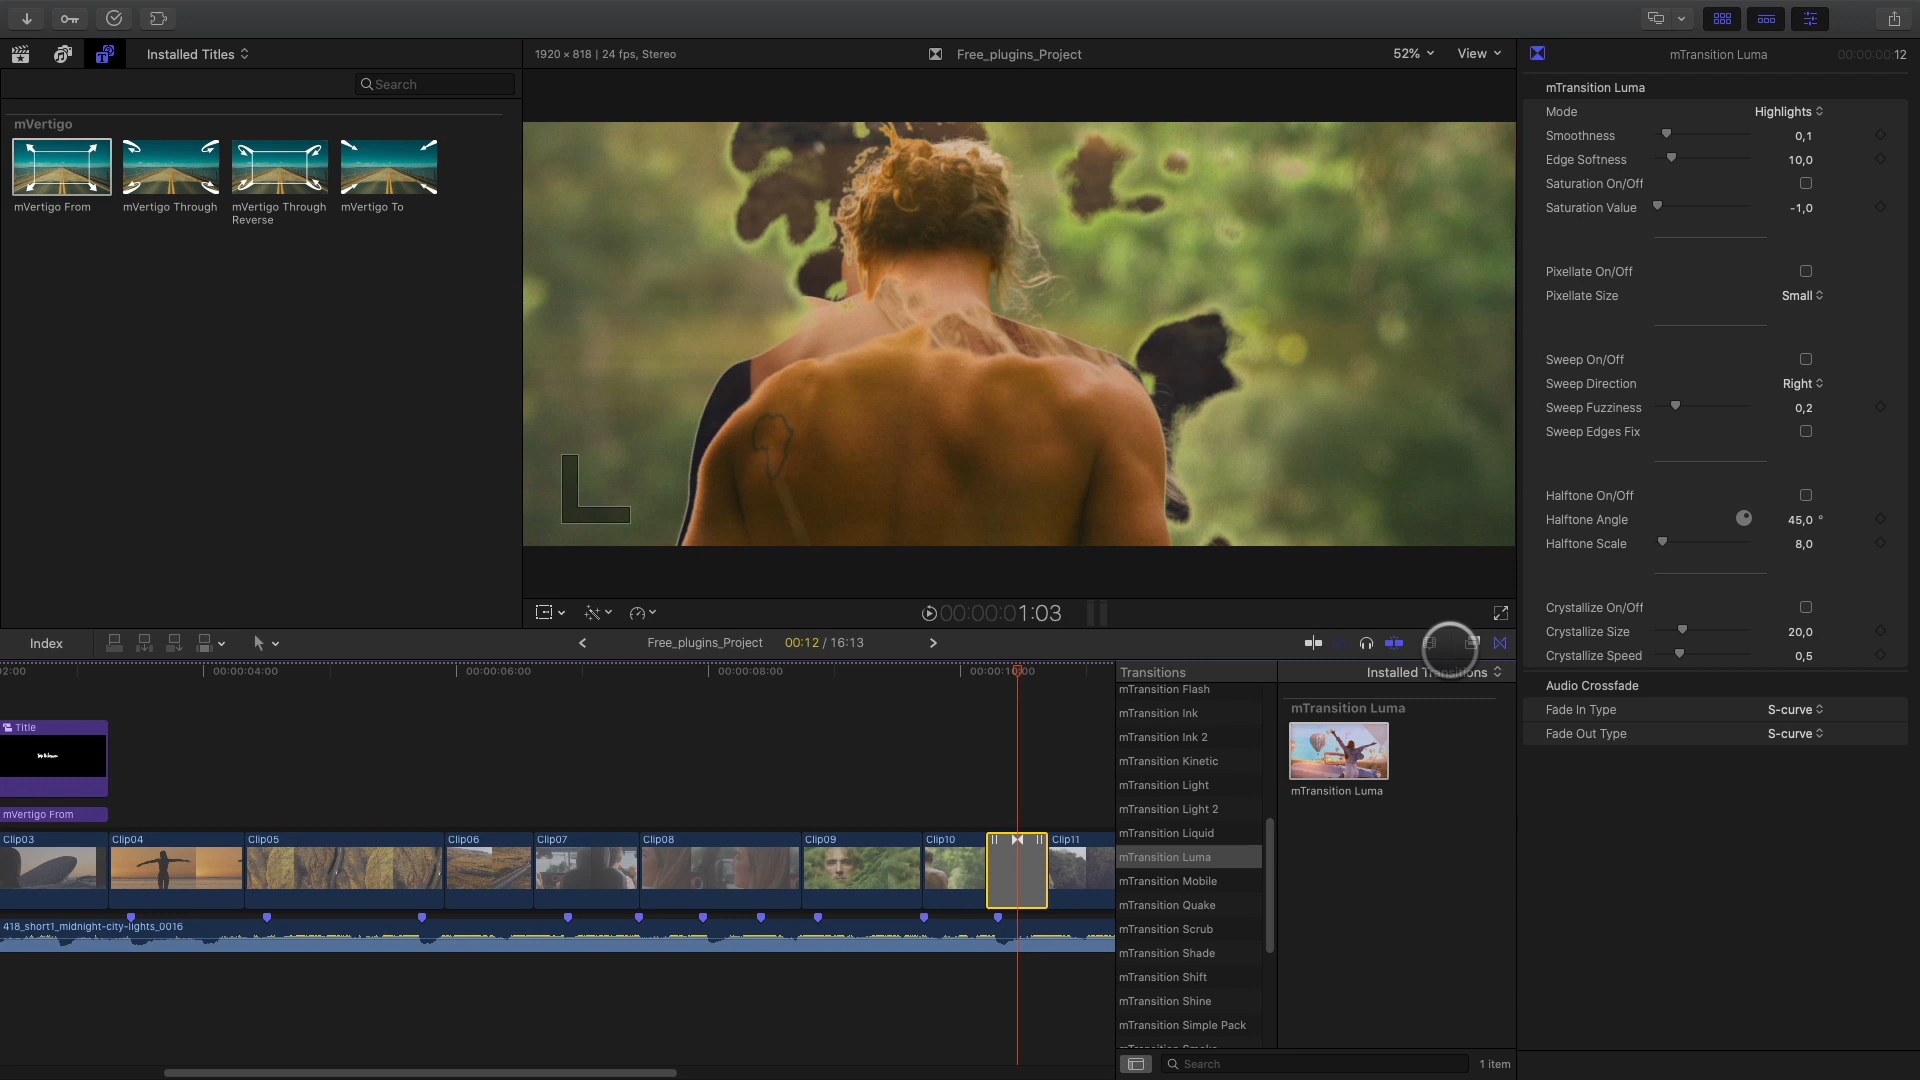 Installed Titles
1920 × 818 | 24 fps, Stereo
Free_plugins_Project
52%
View
mTransition Luma
00:00:00:12
Search
mVertigo
mVertigo From
mVertigo Through
mVertigo Through
Reverse
mVertigo To
mTransition Luma
Mode
Highlights
Smoothness
0,1
Edge Softness
10,0
Saturation On/Off
Saturation Value
-1,0
Pixellate On/Off
Pixellate Size
Small
Sweep On/Off
Sweep Direction
Right
Sweep Fuzziness
0,2
Sweep Edges Fix
Halftone On/Off
Halftone Angle
45,0 °
Halftone Scale
8,0
Crystallize On/Off
Crystallize Size
20,0
Crystallize Speed
0,5
Audio Crossfade
Fade In Type
S-curve
Fade Out Type
S-curve
L
00:00:01:03
Index
Free_plugins_Project
00:12 / 16:13
02:00
00:00:04:00
00:00:06:00
00:00:08:00
00:00:10:00
Title
mVertigo From
Clip03
Clip04
Clip05
Clip06
Clip07
Clip08
Clip09
Clip10
Clip11
418_short1_midnight-city-lights_0016
Transitions
Installed Transitions
mTransition Flash
mTransition Ink
mTransition Ink 2
mTransition Kinetic
mTransition Light
mTransition Light 2
mTransition Liquid
mTransition Luma
mTransition Mobile
mTransition Quake
mTransition Scrub
mTransition Shade
mTransition Shift
mTransition Shine
mTransition Simple Pack
mTransition Luma
mTransition Luma
Search
1 item